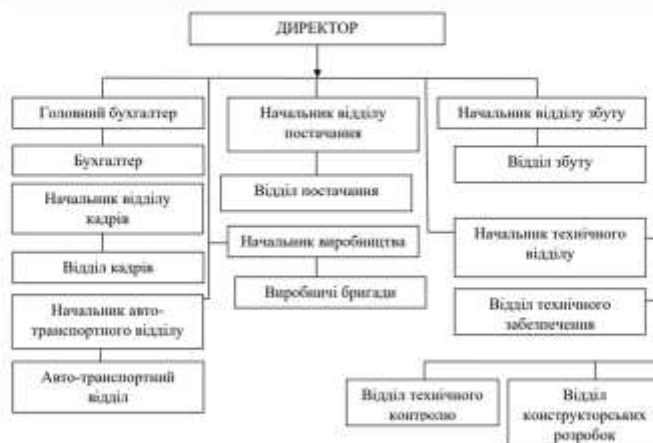 ДИРЕКТОР
Головний бухгалтер
Бухгалтер
Начальник відділу
кадрів
Відділ кадрів
Начальник авто-
транспортного відділу
Авто-транспортний
відділ
Начальник відділу
постачання
Відділ постачання
Начальник виробництва
Виробничі бригади
Начальник відділу збуту
Відділ збуту
Начальник технічного
відділу
Відділ технічного
забезпечення
Відділ технічного
контролю
Відділ
конструкторських
розробок